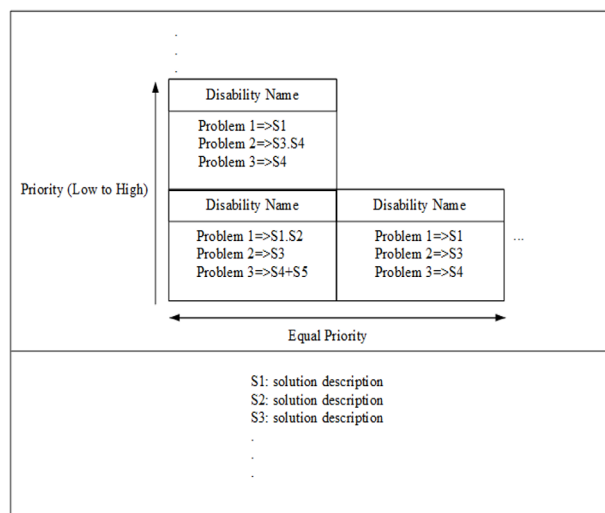 .
.
.
Disability Name
Problem 1=>S1
Problem 2=>S3.S4
Problem 3=>S4
Priority (Low to High)
Disability Name
Problem 1=>S1.S2
Problem 2=>S3
Problem 3=>S4+S5
Disability Name
Problem 1=>S1
Problem 2=>S3
Problem 3=>S4
...
Equal Priority
S1: solution description
S2: solution description
S3: solution description
.
.
.